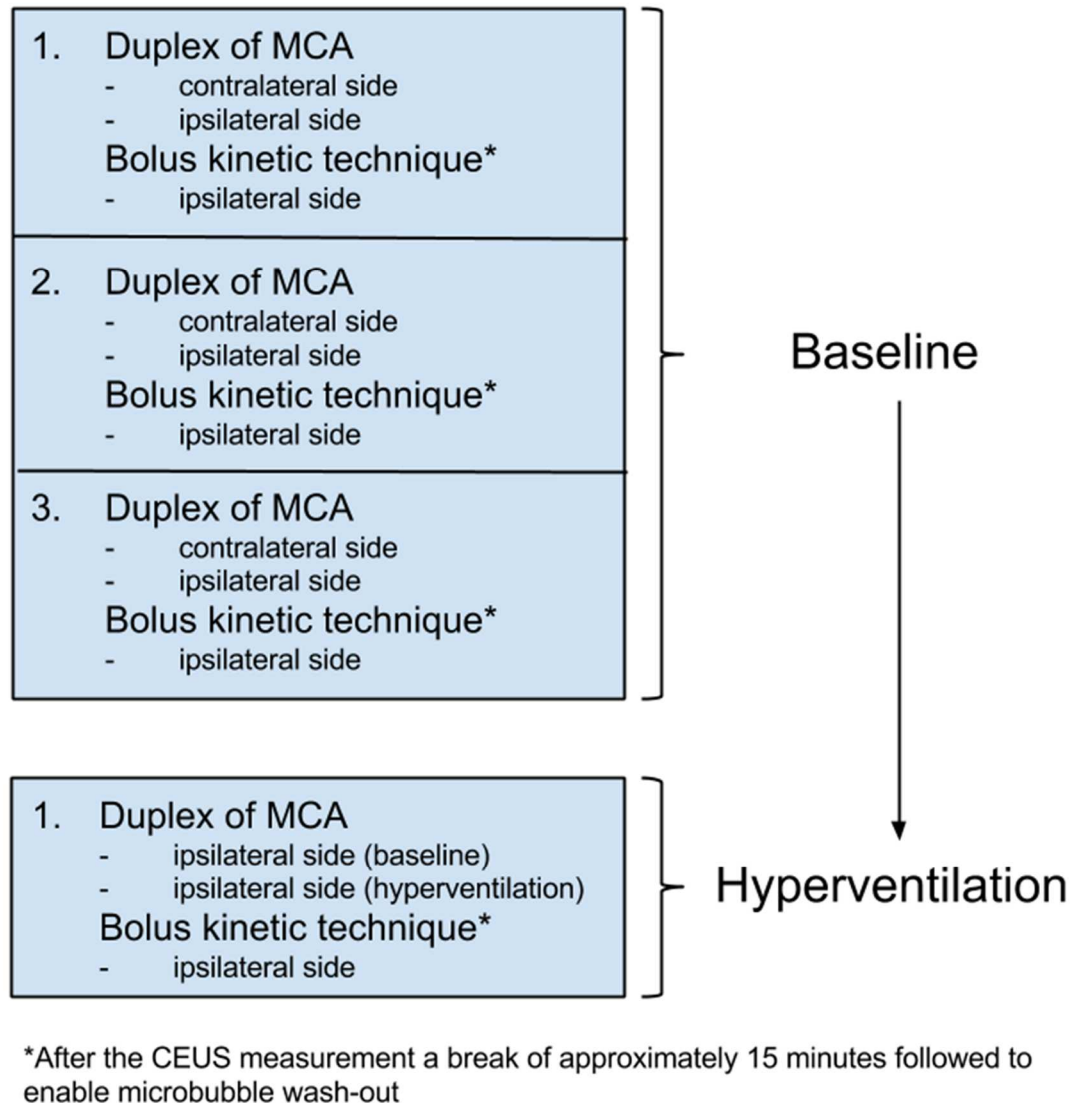 1. Duplex of MCA
- contralateral side
- ipsilateral side
Bolus kinetic technique*
- ipsilateral side
2. Duplex of MCA
- contralateral side
- ipsilateral side
Bolus kinetic technique*
- ipsilateral side
3. Duplex of MCA
- contralateral side
- ipsilateral side
Bolus kinetic technique*
- ipsilateral side
Baseline
1. Duplex of MCA
- ipsilateral side (baseline)
- ipsilateral side (hyperventilation)
Bolus kinetic technique*
- ipsilateral side
Hyperventilation
*After the CEUS measurement a break of approximately 15 minutes followed to
enable microbubble wash-out